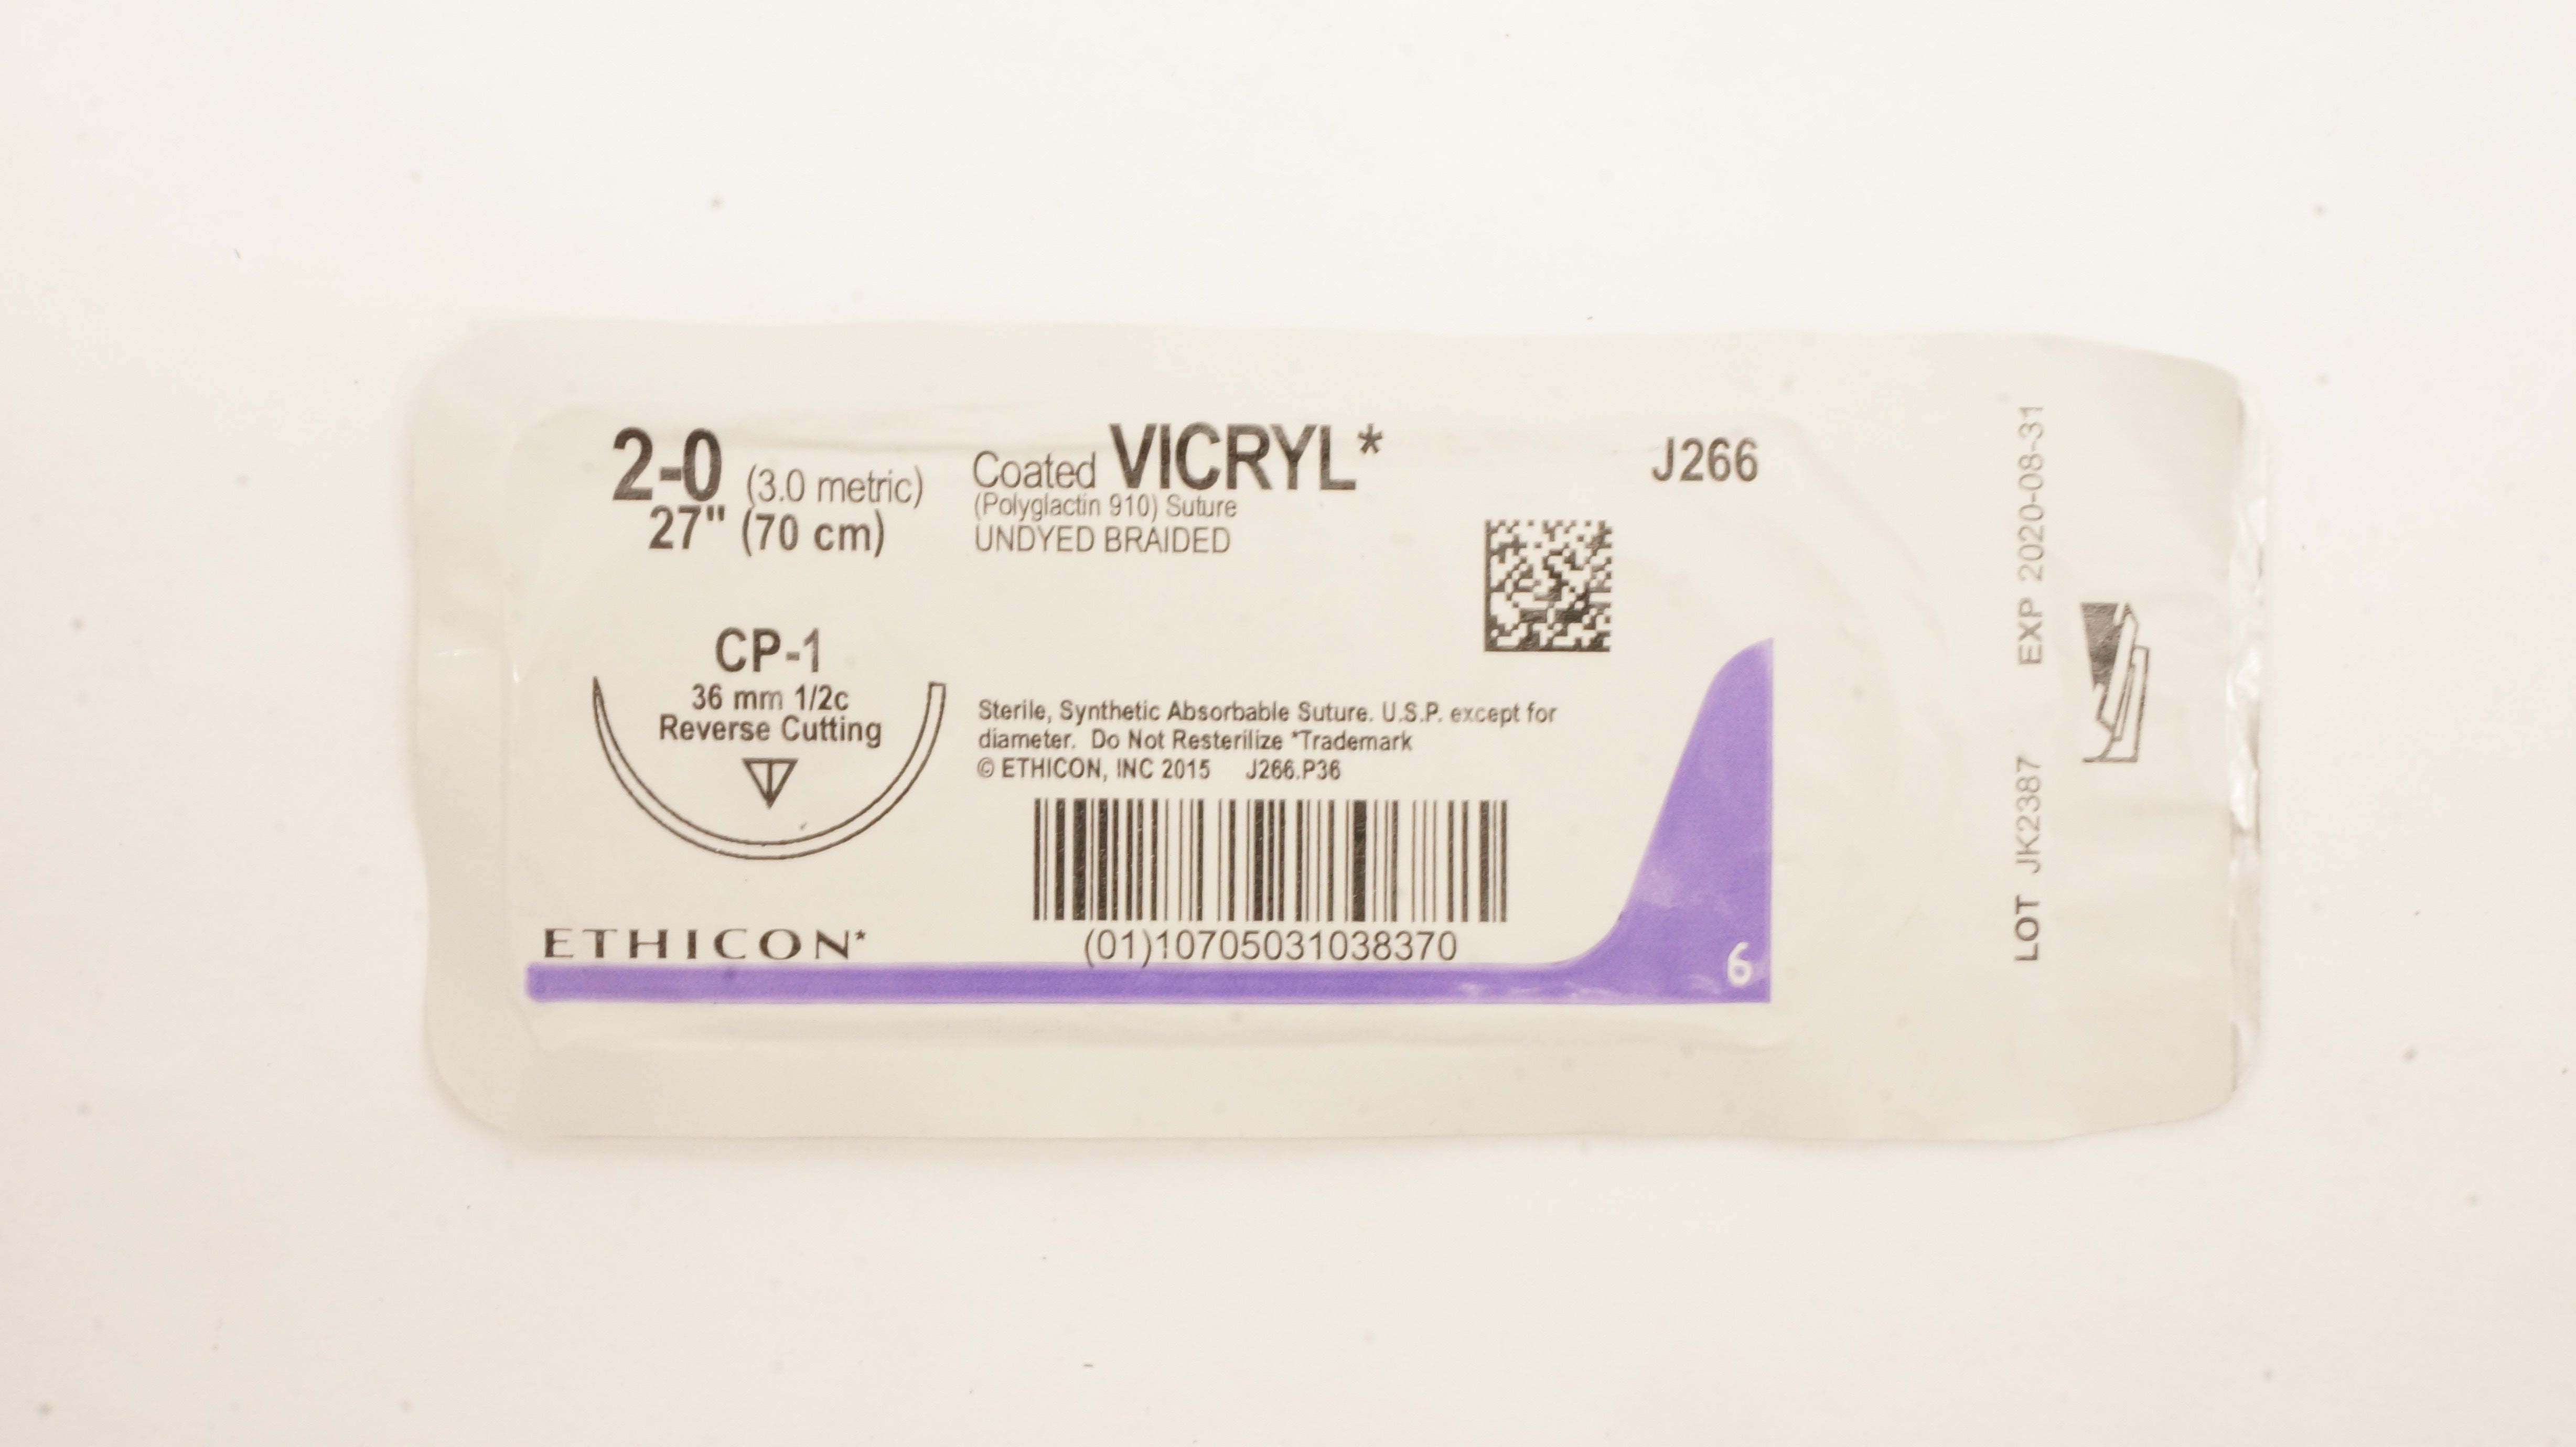 2-0 (3.0 metric)
27" (70 cm)
Coated VICRYL*
(Polyglactin 910) Suture
UNDYED BRAIDED
J266
CP-1
36 mm 1/2c
Reverse Cutting
Sterile, Synthetic Absorbable Suture. U.S.P. except for
diameter. Do Not Resterilize *Trademark
© ETHICON, INC 2015 J266.P36
(01)10705031038370
ETHICON*
6
LOT JK2387 EXP 2020-08-31